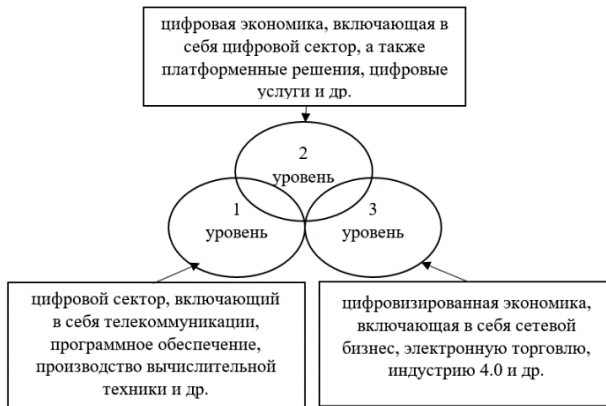 цифровая экономика, включающая в
себя цифровой сектор, а также
платформенные решения, цифровые
услуги и др.
2
уровень
1
уровень
3
уровень
цифровой сектор, включающий
в себя телекоммуникации,
программное обеспечение,
производство вычислительной
техники и др.
цифровизированная экономика,
включающая в себя сетевой
бизнес, электронную торговлю,
индустрию 4.0 и др.